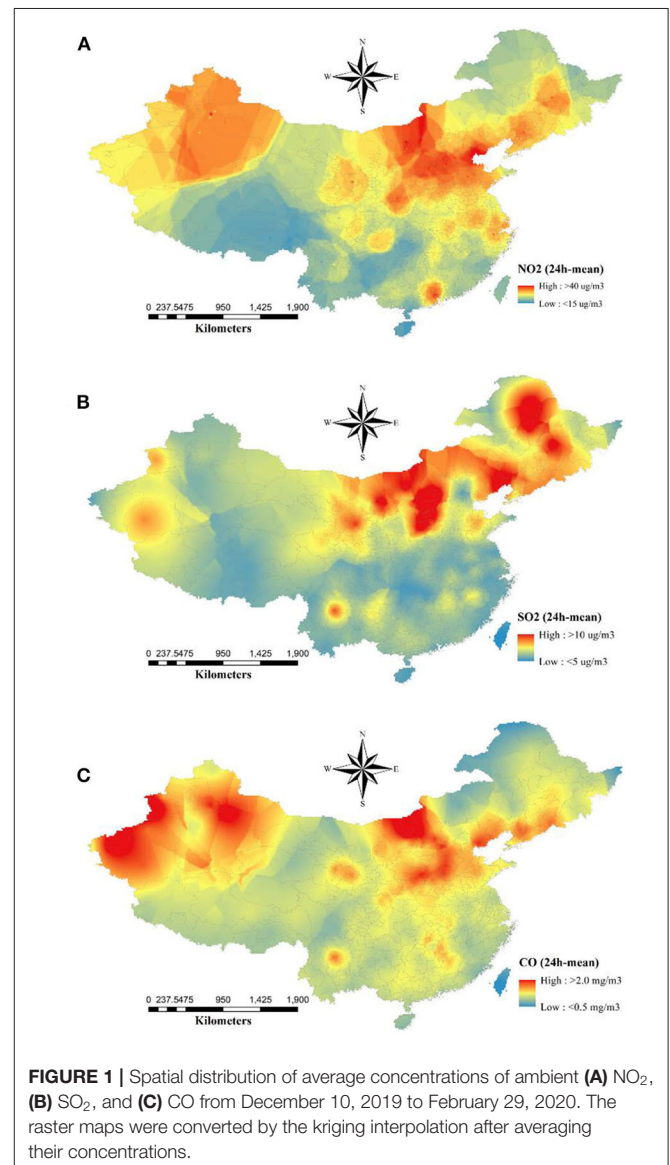 A
N
W
E
S
NO2 (24h-mean)
High : >40 ug/m3
Low : <15 ug/m3
0 237.5475 950 1,425 1,900
Kilometers
B
N
W
E
S
SO2 (24h-mean)
High : >10 ug/m3
Low : <5 ug/m3
0 237.5475 950 1,425 1,900
Kilometers
C
N
W
E
S
CO (24h-mean)
High : >2.0 mg/m3
Low : <0.5 mg/m3
0 237.5475 950 1,425 1,900
Kilometers
FIGURE 1 | Spatial distribution of average concentrations of ambient (A) NO₂,
(B) SO₂, and (C) CO from December 10, 2019 to February 29, 2020. The
raster maps were converted by the kriging interpolation after averaging
their concentrations.